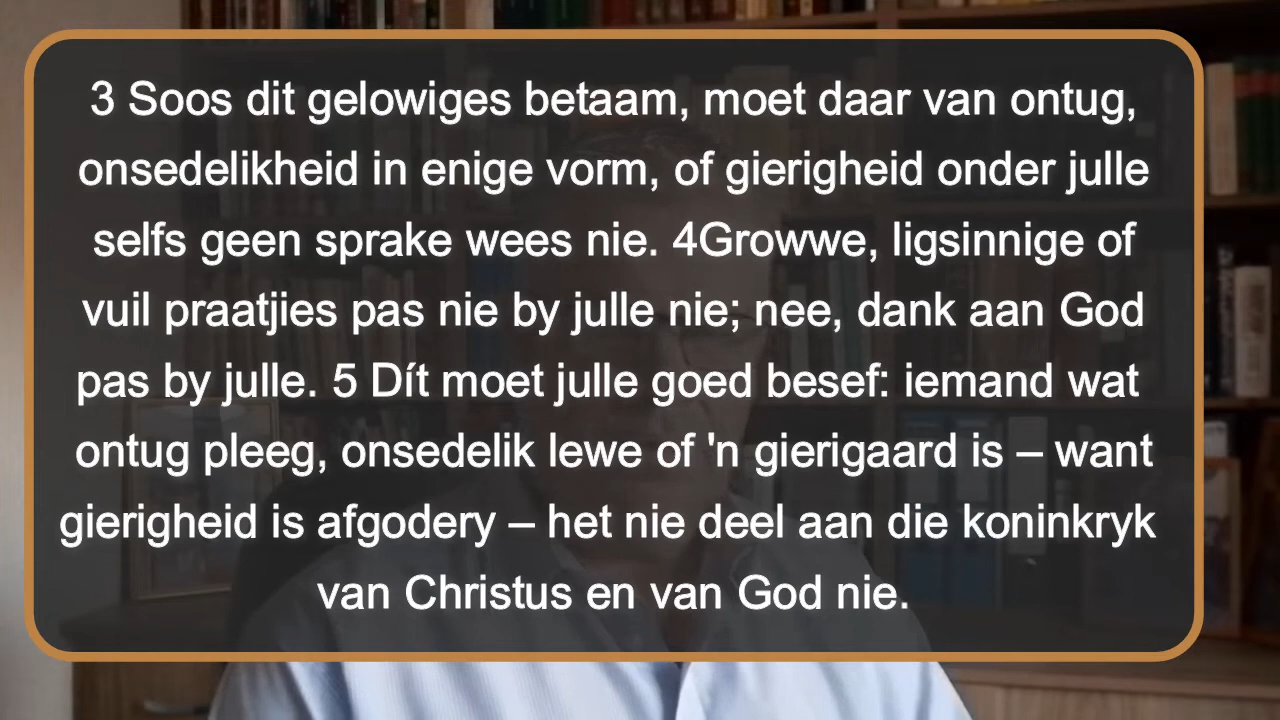 3 Soos dit gelowiges betaam, moet daar van ontug,
onsedelikheid in enige vorm, of gierigheid onder julle
selfs geen sprake wees nie. 4Growwe, ligsinnige of
vuil praatjies pas nie by julle nie; nee, dank aan God
pas by julle. 5 Dít moet julle goed besef: iemand wat
ontug pleeg, onsedelik lewe of 'n gierigaard is – want
gierigheid is afgodery – het nie deel aan die koninkryk
van Christus en van God nie.